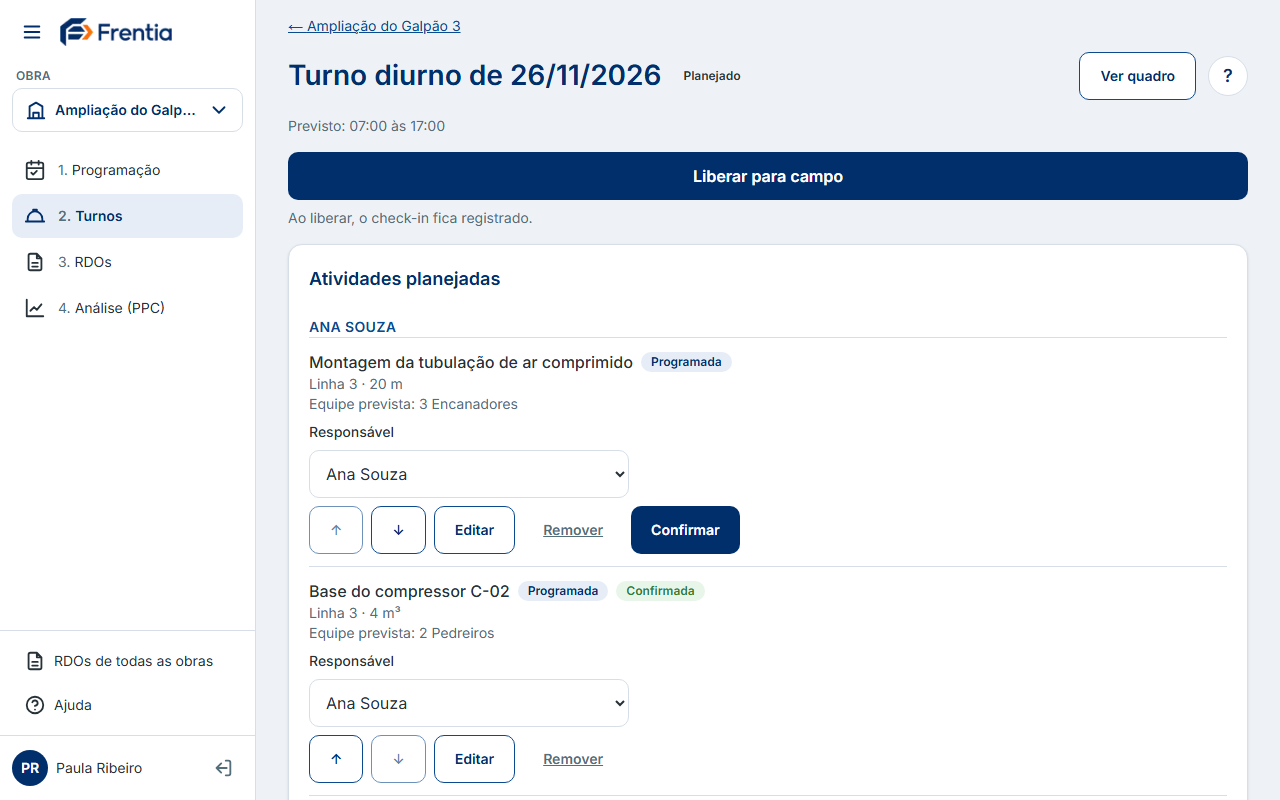 Frentia
OBRA
Ampliação do Galp...
1. Programação
2. Turnos
3. RDOs
4. Análise (PPC)
RDOs de todas as obras
Ajuda
PR Paula Ribeiro
← Ampliação do Galpão 3
Turno diurno de 26/11/2026 Planejado
Ver quadro ?
Previsto: 07:00 às 17:00
Liberar para campo
Ao liberar, o check-in fica registrado.
Atividades planejadas
ANA SOUZA
Montagem da tubulação de ar comprimido Programada
Linha 3 · 20 m
Equipe prevista: 3 Encanadores
Responsável
Ana Souza
↑ ↓ Editar Remover Confirmar
Base do compressor C-02 Programada Confirmada
Linha 3 · 4 m³
Equipe prevista: 2 Pedreiros
Responsável
Ana Souza
↑ ↓ Editar Remover